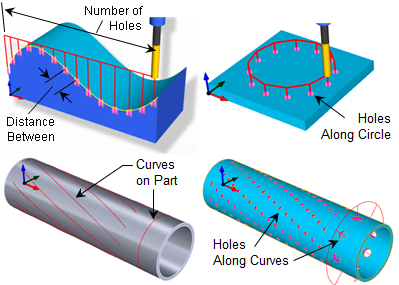 Number of
Holes
Distance
Between
Holes
Along Circle
Curves
on Part
Holes
Along Curves